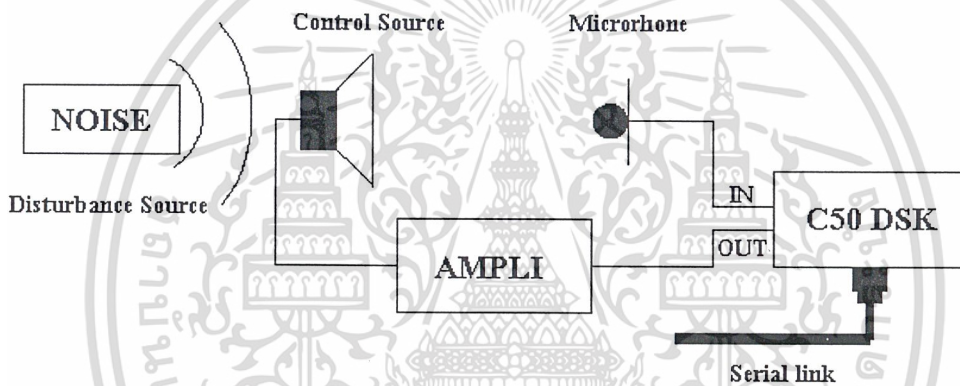 Control Source
Microrhone
NOISE
Disturbance Source
IN
C50 DSK
OUT
AMPLI
Serial link